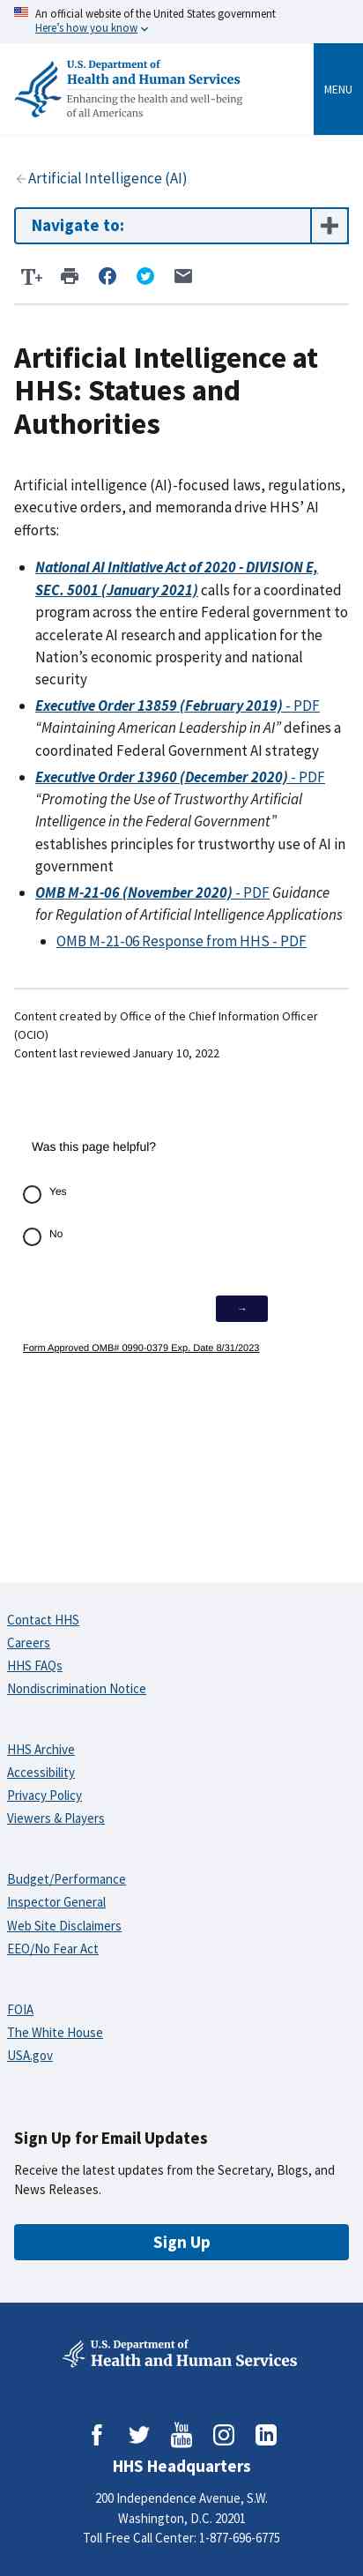 An official website of the United States government
Here's how you know
U.S. Department of
Health and Human Services
Enhancing the health and well-being
of all Americans
MENU
Artificial Intelligence (AI)
Navigate to:
T+
Artificial Intelligence at
HHS: Statues and
Authorities
Artificial intelligence (AI)-focused laws, regulations,
executive orders, and memoranda drive HHS' AI
efforts:
National AI Initiative Act of 2020 - DIVISION E,
SEC. 5001 (January 2021) calls for a coordinated
program across the entire Federal government to
accelerate AI research and application for the
Nation's economic prosperity and national
security
Executive Order 13859 (February 2019) - PDF
“Maintaining American Leadership in AI” defines a
coordinated Federal Government AI strategy
Executive Order 13960 (December 2020) - PDF
“Promoting the Use of Trustworthy Artificial
Intelligence in the Federal Government”
establishes principles for trustworthy use of AI in
government
OMB M-21-06 (November 2020) - PDF Guidance
for Regulation of Artificial Intelligence Applications
OMB M-21-06 Response from HHS - PDF
Content created by Office of the Chief Information Officer
(OCIO)
Content last reviewed January 10, 2022
Was this page helpful?
Yes
No
→
Form Approved OMB# 0990-0379 Exp. Date 8/31/2023
Contact HHS
Careers
HHS FAQs
Nondiscrimination Notice
HHS Archive
Accessibility
Privacy Policy
Viewers & Players
Budget/Performance
Inspector General
Web Site Disclaimers
EEO/No Fear Act
FOIA
The White House
USA.gov
Sign Up for Email Updates
Receive the latest updates from the Secretary, Blogs, and
News Releases.
Sign Up
U.S. Department of
Health and Human Services
You Tube
HHS Headquarters
200 Independence Avenue, S.W.
Washington, D.C. 20201
Toll Free Call Center: 1-877-696-6775